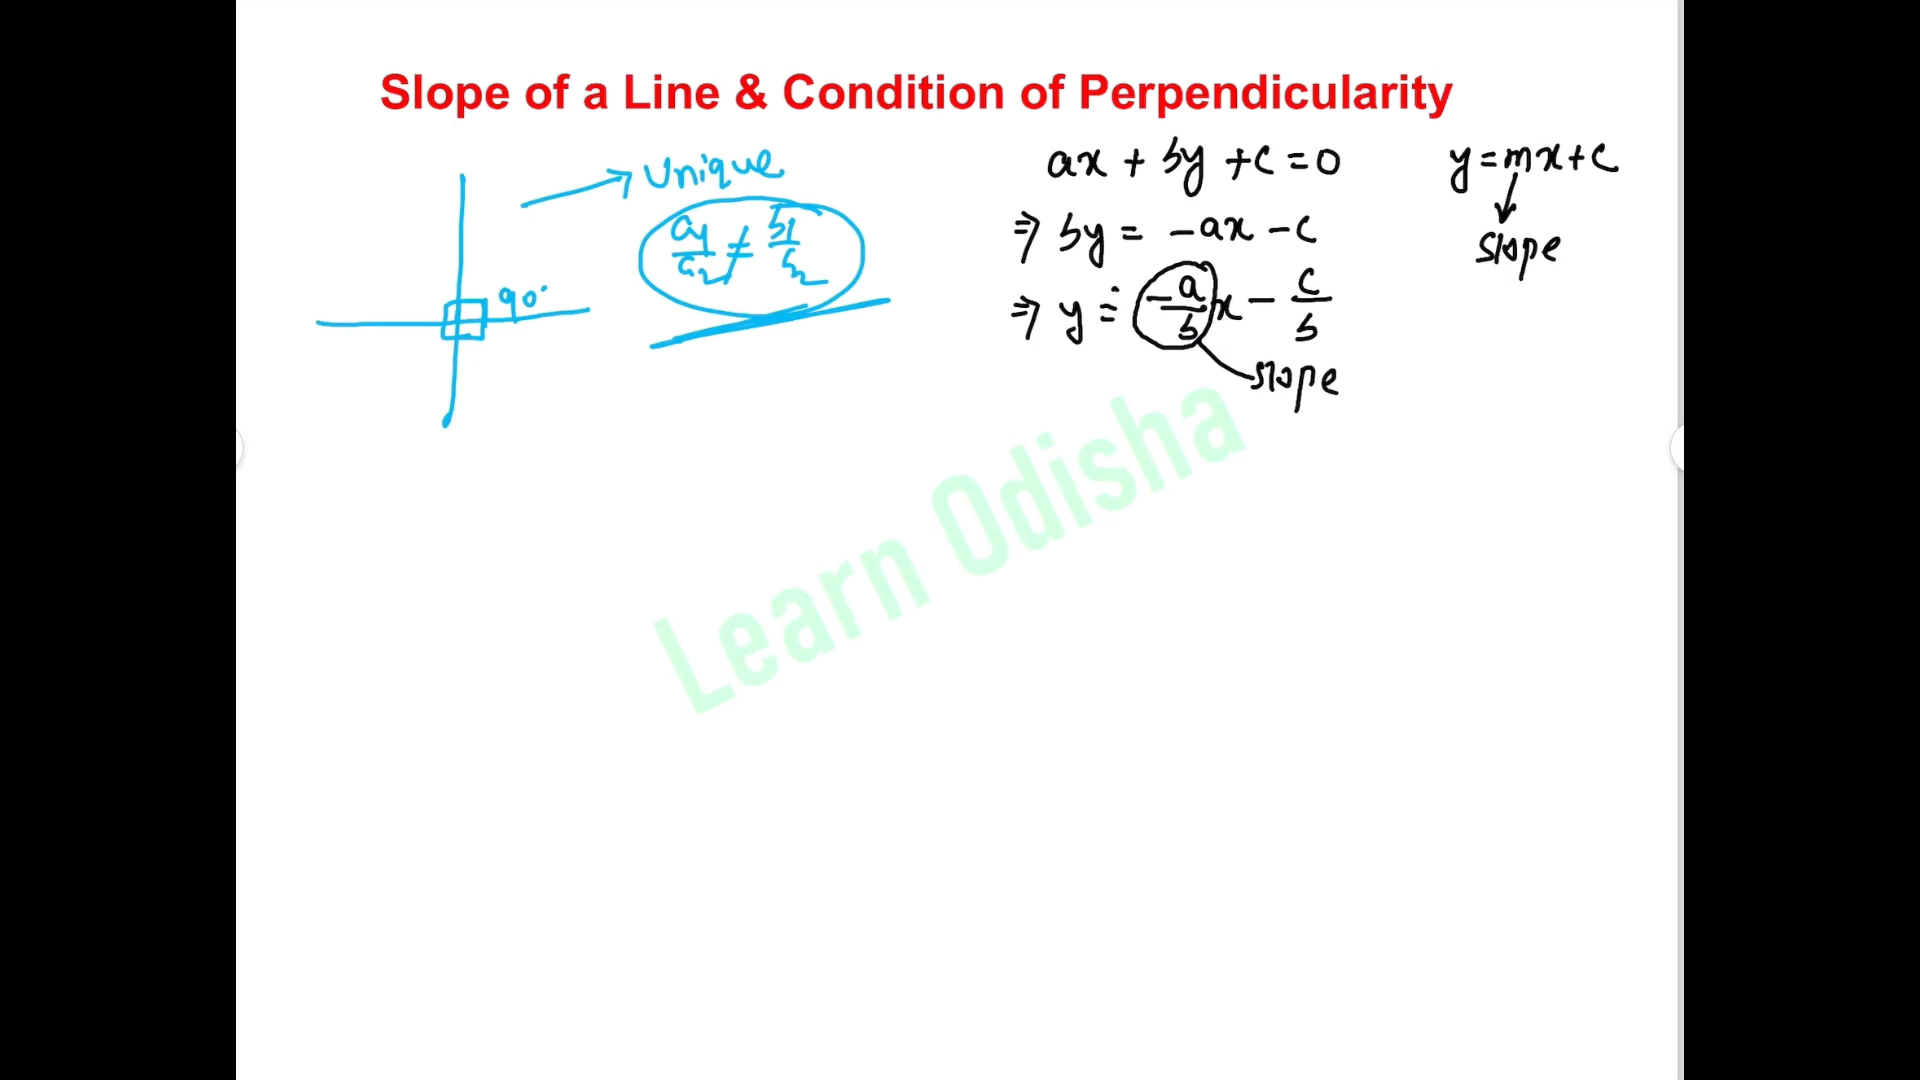 Slope of a Line & Condition of Perpendicularity
Unique
a1/a2 ≠ b1/b2
90°
ax + by + c = 0
⇒ by = -ax - c
⇒ y = -a/b x - c/b
slope
y = mx + c
slope
Learn Odisha